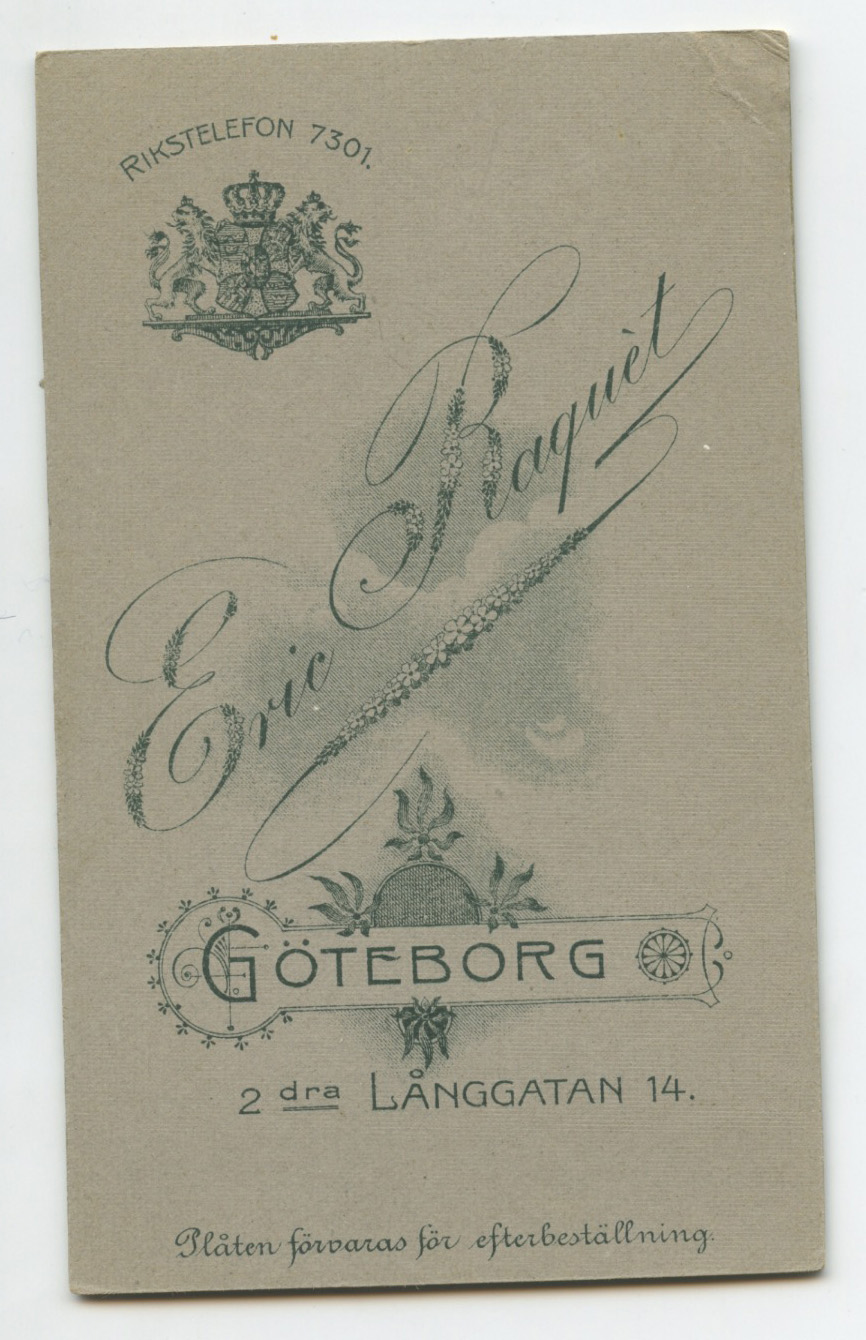 RIKSTELEFON 7301.
Eric Raquèt
GÖTEBORG
2 dra LÅNGGATAN 14.
Plåten förvaras för efterbeställning.